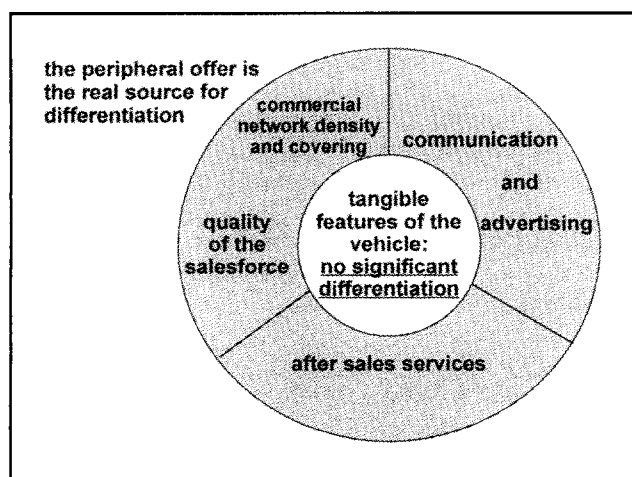 the peripheral offer is
the real source for
differentiation
commercial
network density
and covering
communication
and
advertising
tangible
features of the
vehicle:
no significant
differentiation
quality
of the
salesforce
after sales services